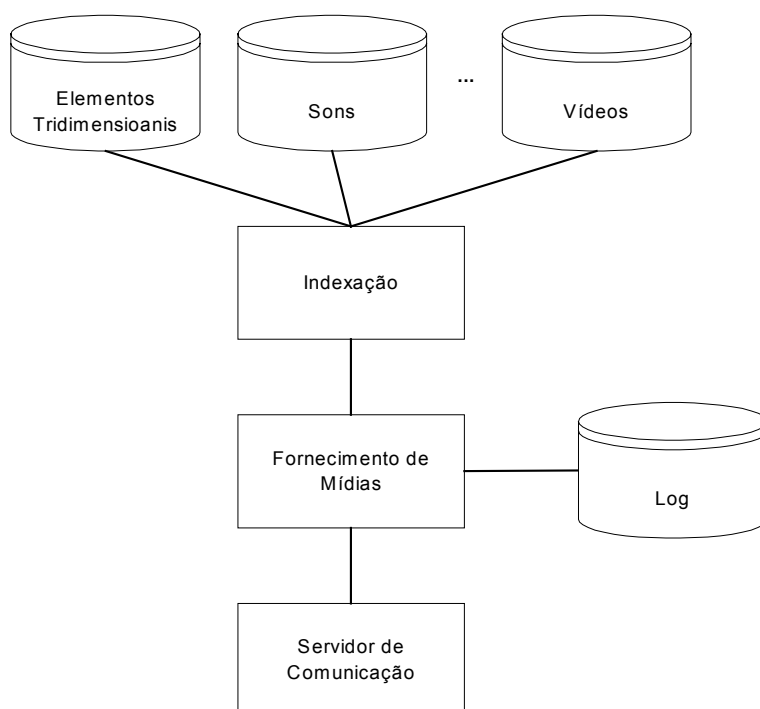 Elementos
Tridimensioanis
Sons
...
Vídeos
Indexação
Fornecimento de
Mídias
Log
Servidor de
Comunicação